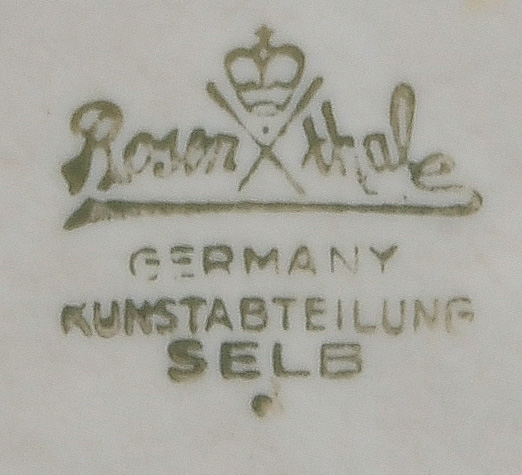 Rosenthal
GERMANY
KUNSTABTEILUNG
SELB